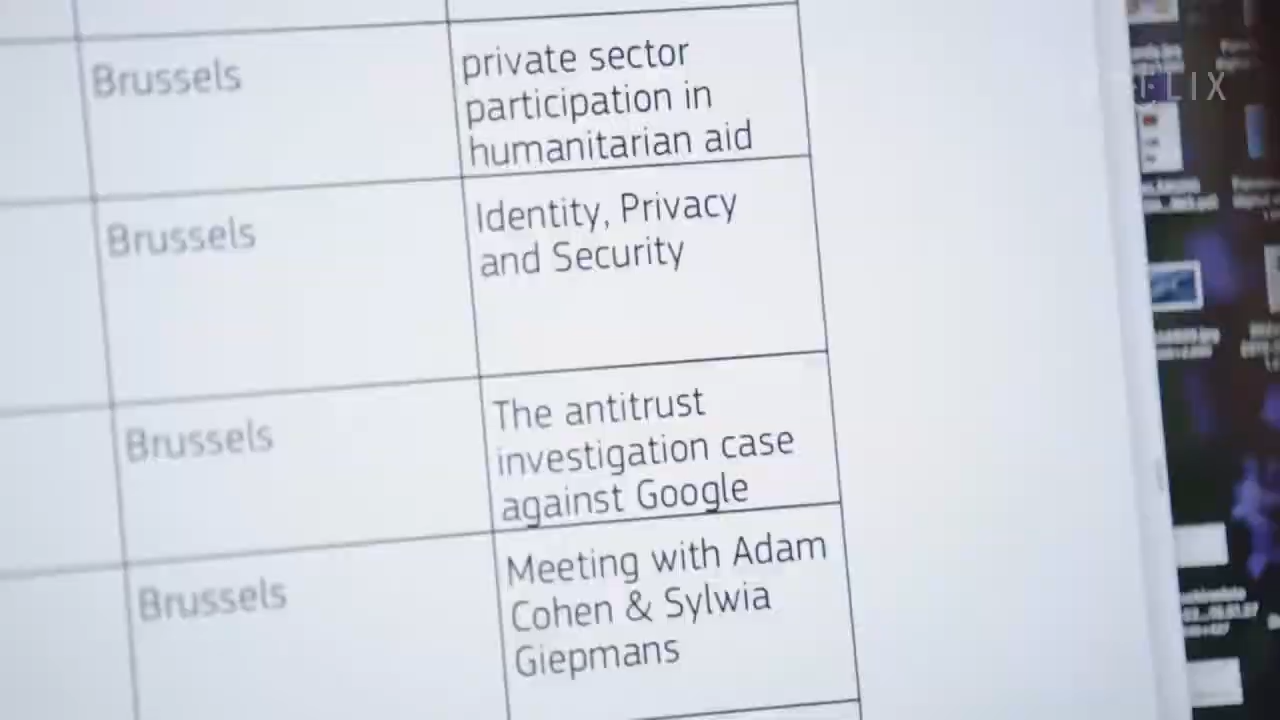 Brussels
private sector
participation in
humanitarian aid
Brussels
Identity, Privacy
and Security
Brussels
The antitrust
investigation case
against Google
Brussels
Meeting with Adam
Cohen & Sylwia
Giepmans
FLIX